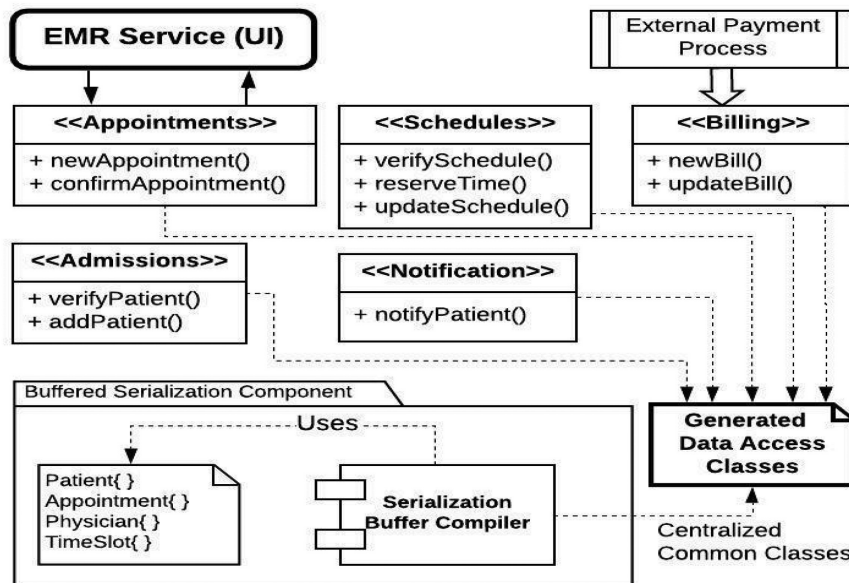 EMR Service (UI)
External Payment
Process
<<Appointments>>
+ newAppointment()
+ confirmAppointment()
<<Schedules>>
+ verifySchedule()
+ reserveTime()
+ updateSchedule()
<<Billing>>
+ newBill()
+ updateBill()
<<Admissions>>
+ verifyPatient()
+ addPatient()
<<Notification>>
+ notifyPatient()
Buffered Serialization Component
Uses
Patient{ }
Appointment{ }
Physician{ }
TimeSlot{ }
Serialization
Buffer Compiler
Generated
Data Access
Classes
Centralized
Common Classes